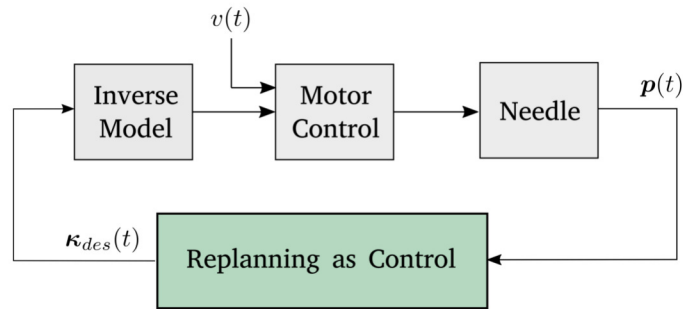 v(t)
Inverse
Model
Motor
Control
Needle
p(t)
κ_des(t)
Replanning as Control